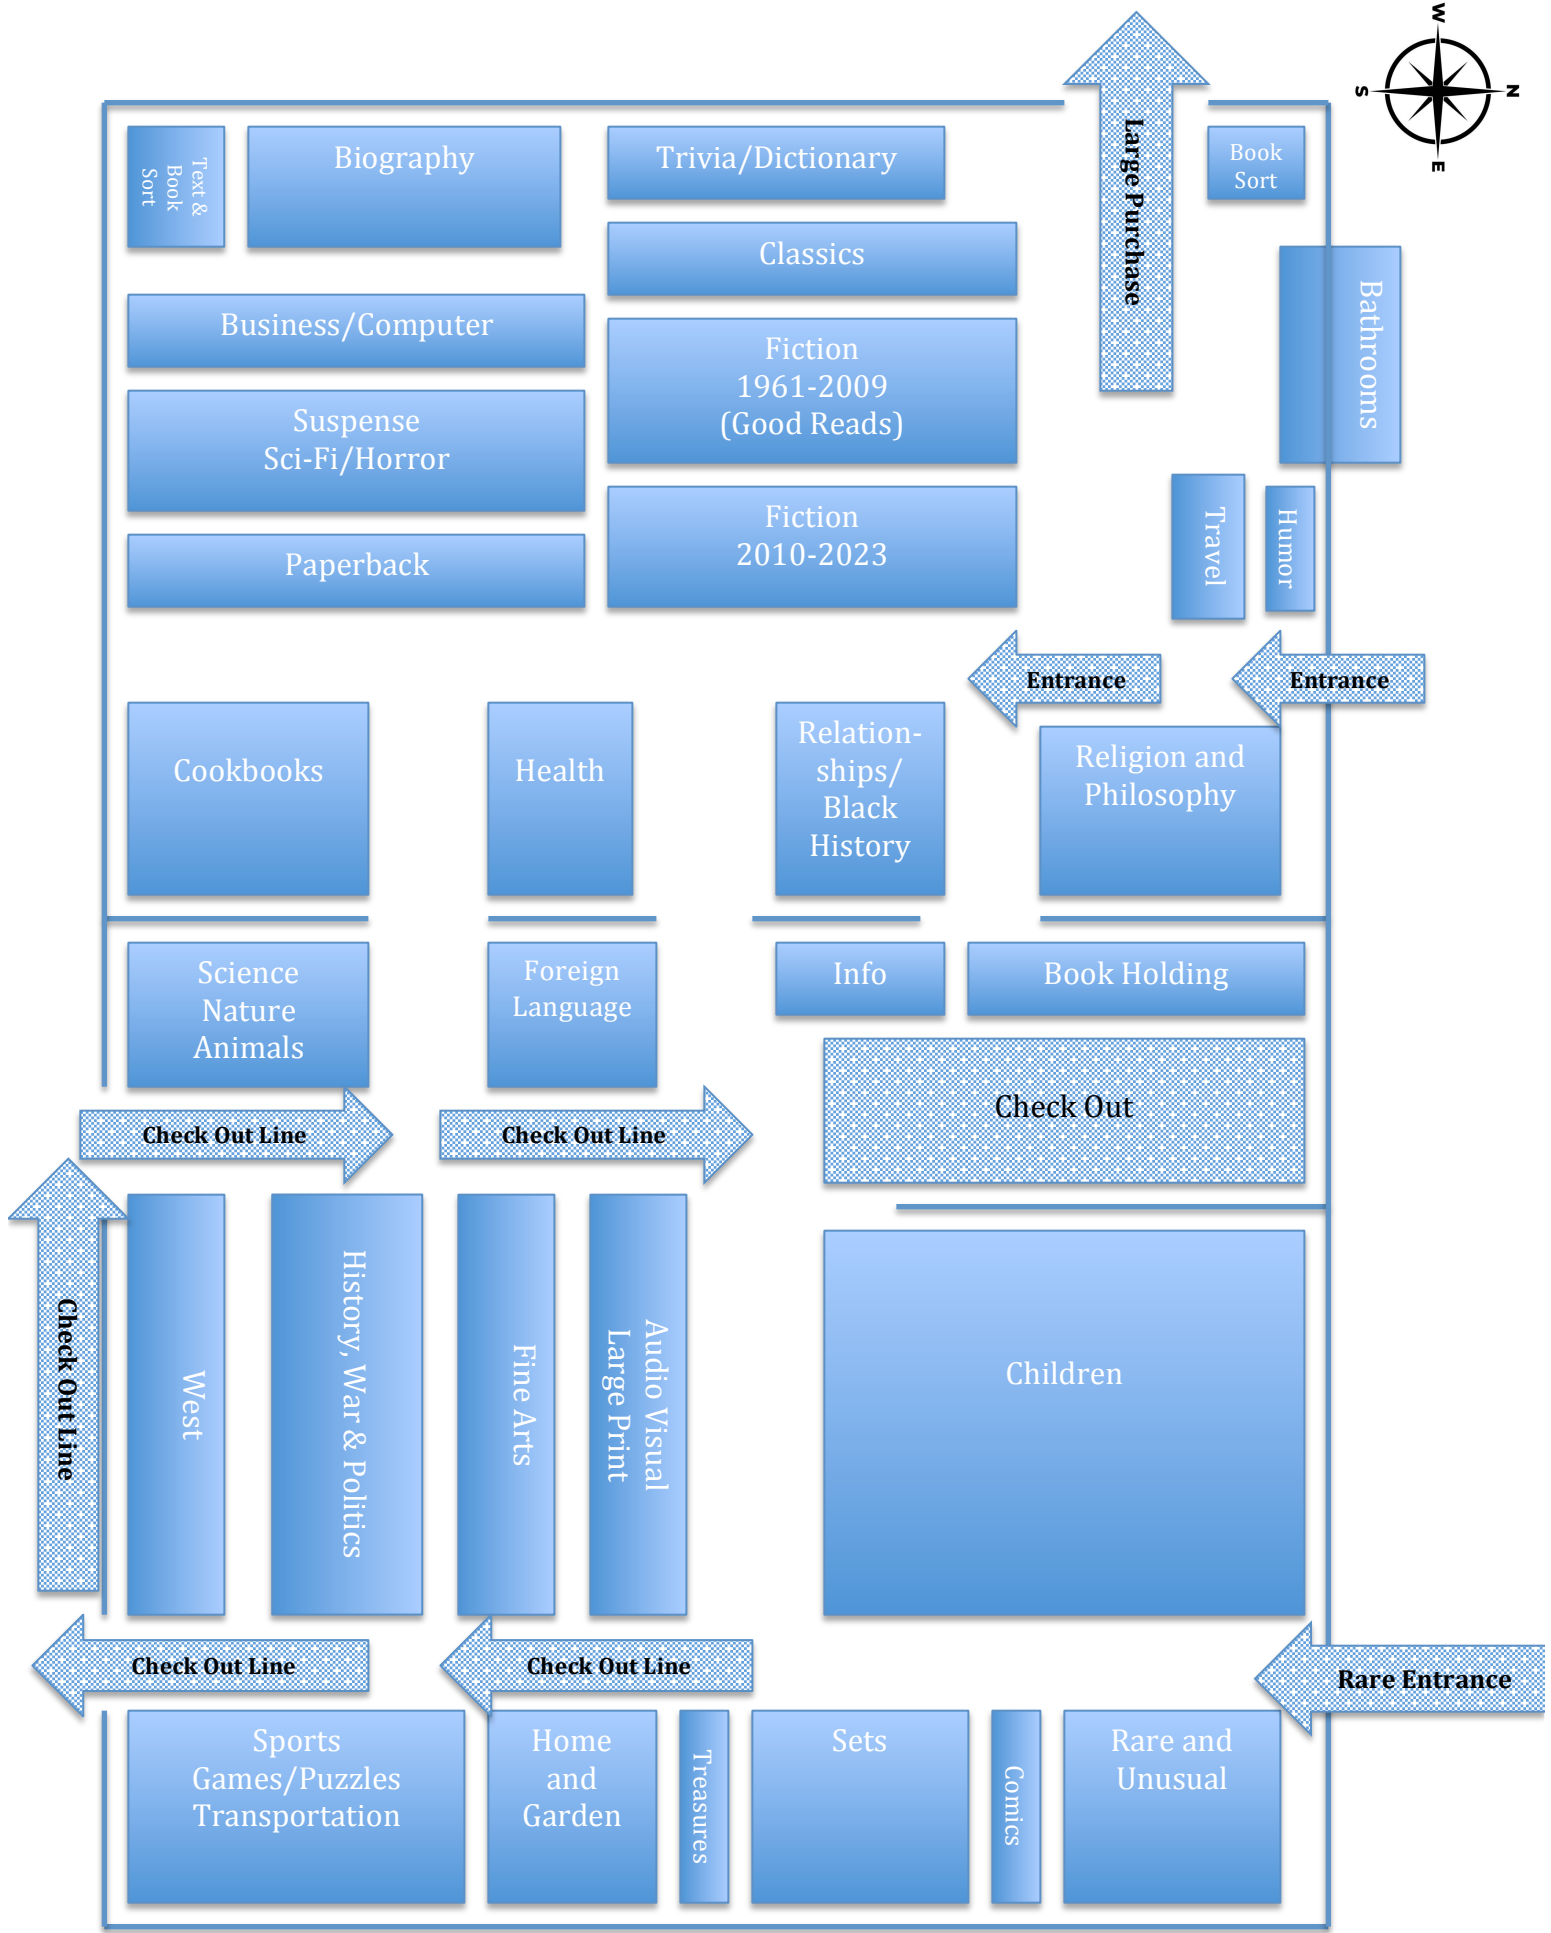 W
S
N
E
Large Purchase
Text &
Book
Sort
Biography
Trivia/Dictionary
Book
Sort
Classics
Business/Computer
Bathrooms
Fiction
1961-2009
(Good Reads)
Suspense
Sci-Fi/Horror
Fiction
2010-2023
Travel
Humor
Paperback
Entrance
Entrance
Cookbooks
Health
Relation-
ships/
Black
History
Religion and
Philosophy
Science
Nature
Animals
Foreign
Language
Info
Book Holding
Check Out
Check Out Line
Check Out Line
Check Out Line
West
History, War & Politics
Fine Arts
Audio Visual
Large Print
Children
Check Out Line
Check Out Line
Rare Entrance
Sports
Games/Puzzles
Transportation
Home
and
Garden
Treasures
Sets
Comics
Rare and
Unusual